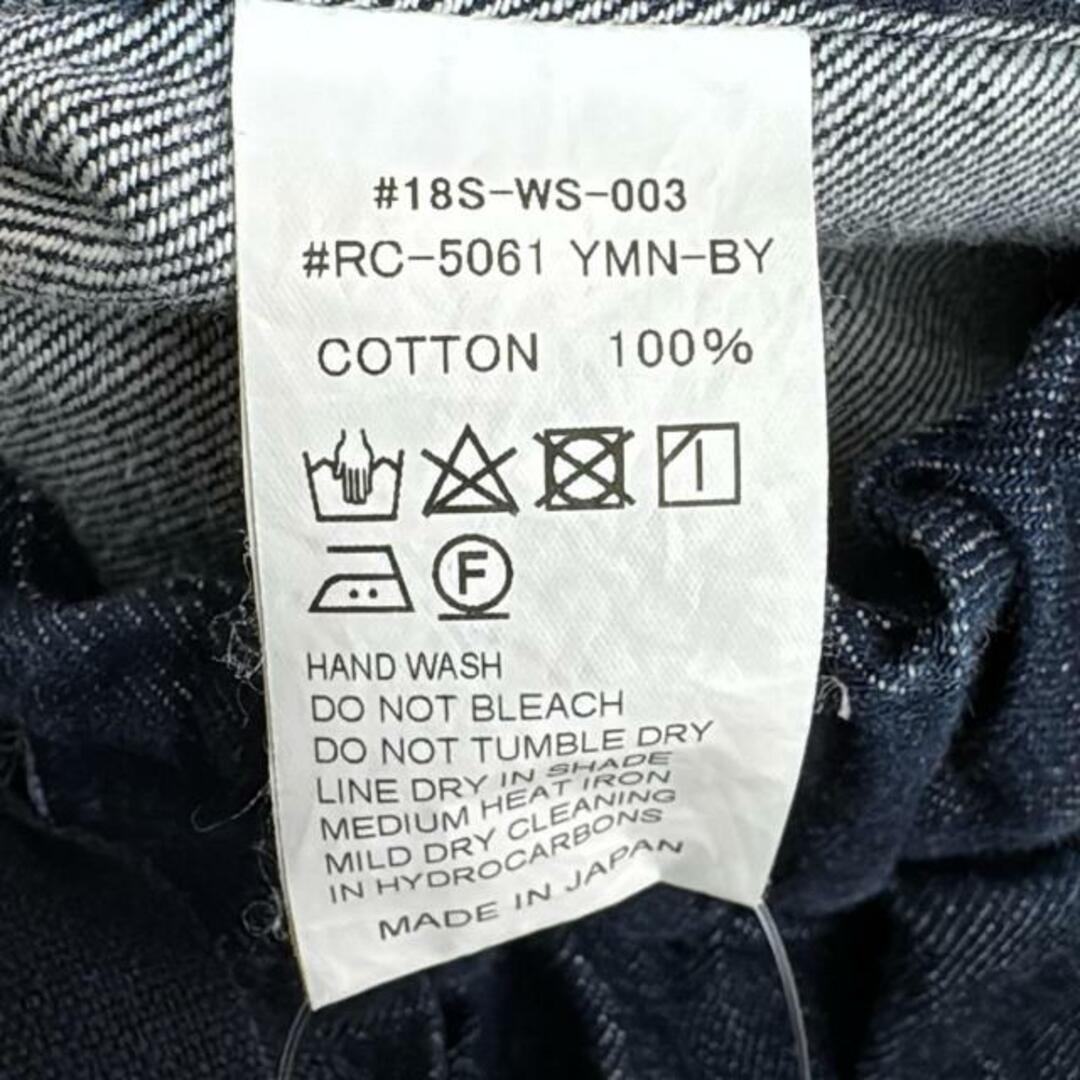 #18S-WS-003
#RC-5061 YMN-BY
COTTON 100%
F
HAND WASH
DO NOT BLEACH
DO NOT TUMBLE DRY
LINE DRY IN SHADE
MEDIUM HEAT IRON
MILD DRY CLEANING
IN HYDROCARBONS
MADE IN JAPAN